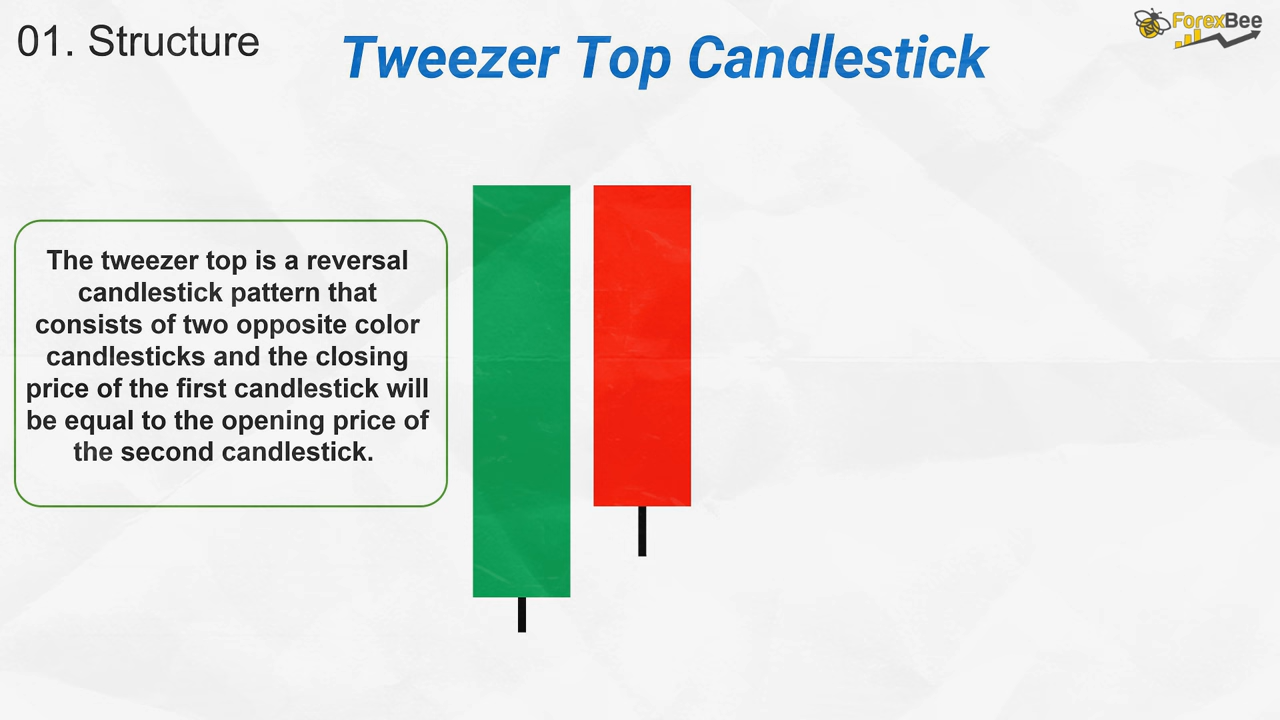 01. Structure
Tweezer Top Candlestick
ForexBee
The tweezer top is a reversal
candlestick pattern that
consists of two opposite color
candlesticks and the closing
price of the first candlestick will
be equal to the opening price of
the second candlestick.